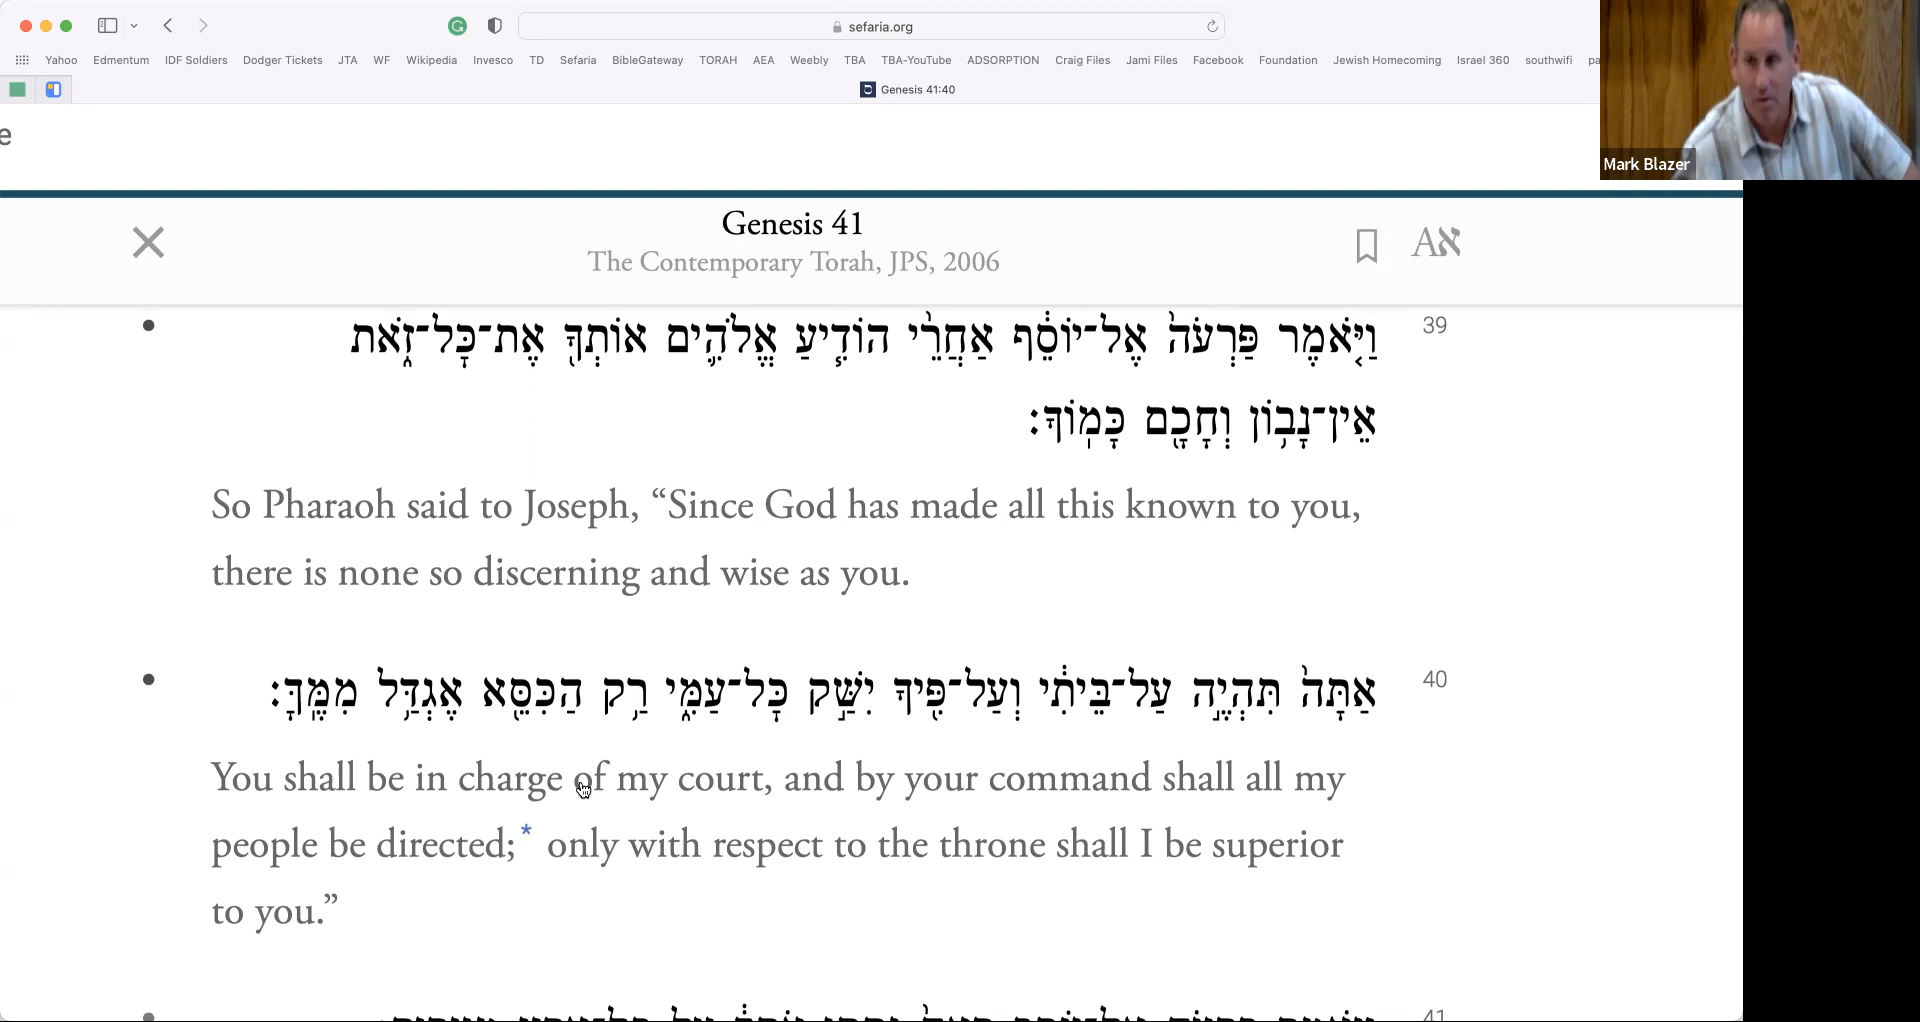 sefaria.org
Yahoo Edmentum IDF Soldiers Dodger Tickets JTA WF Wikipedia Invesco TD Sefaria BibleGateway TORAH AEA Weebly TBA TBA-YouTube ADSORPTION Craig Files Jami Files Facebook Foundation Jewish Homecoming Israel 360 southwifi
Genesis 41:40
Mark Blazer
e
Genesis 41
The Contemporary Torah, JPS, 2006
Aא
39
וַיֹּ֤אמֶר פַּרְעֹה֙ אֶל־יוֹסֵ֔ף אַחֲרֵ֨י הוֹדִ֧יעַ אֱלֹהִ֛ים אוֹתְךָ֖ אֶת־כׇּל־זֹ֑את
אֵין־נָב֥וֹן וְחָכָ֖ם כָּמֽוֹךָ׃
So Pharaoh said to Joseph, “Since God has made all this known to you,
there is none so discerning and wise as you.
40
אַתָּה֙ תִּהְיֶ֣ה עַל־בֵּיתִ֔י וְעַל־פִּ֖יךָ יִשַּׁ֣ק כׇּל־עַמִּ֑י רַ֥ק הַכִּסֵּ֖א אֶגְדַּ֥ל מִמֶּֽךָּ׃
You shall be in charge of my court, and by your command shall all my
people be directed;* only with respect to the throne shall I be superior
to you.”
41